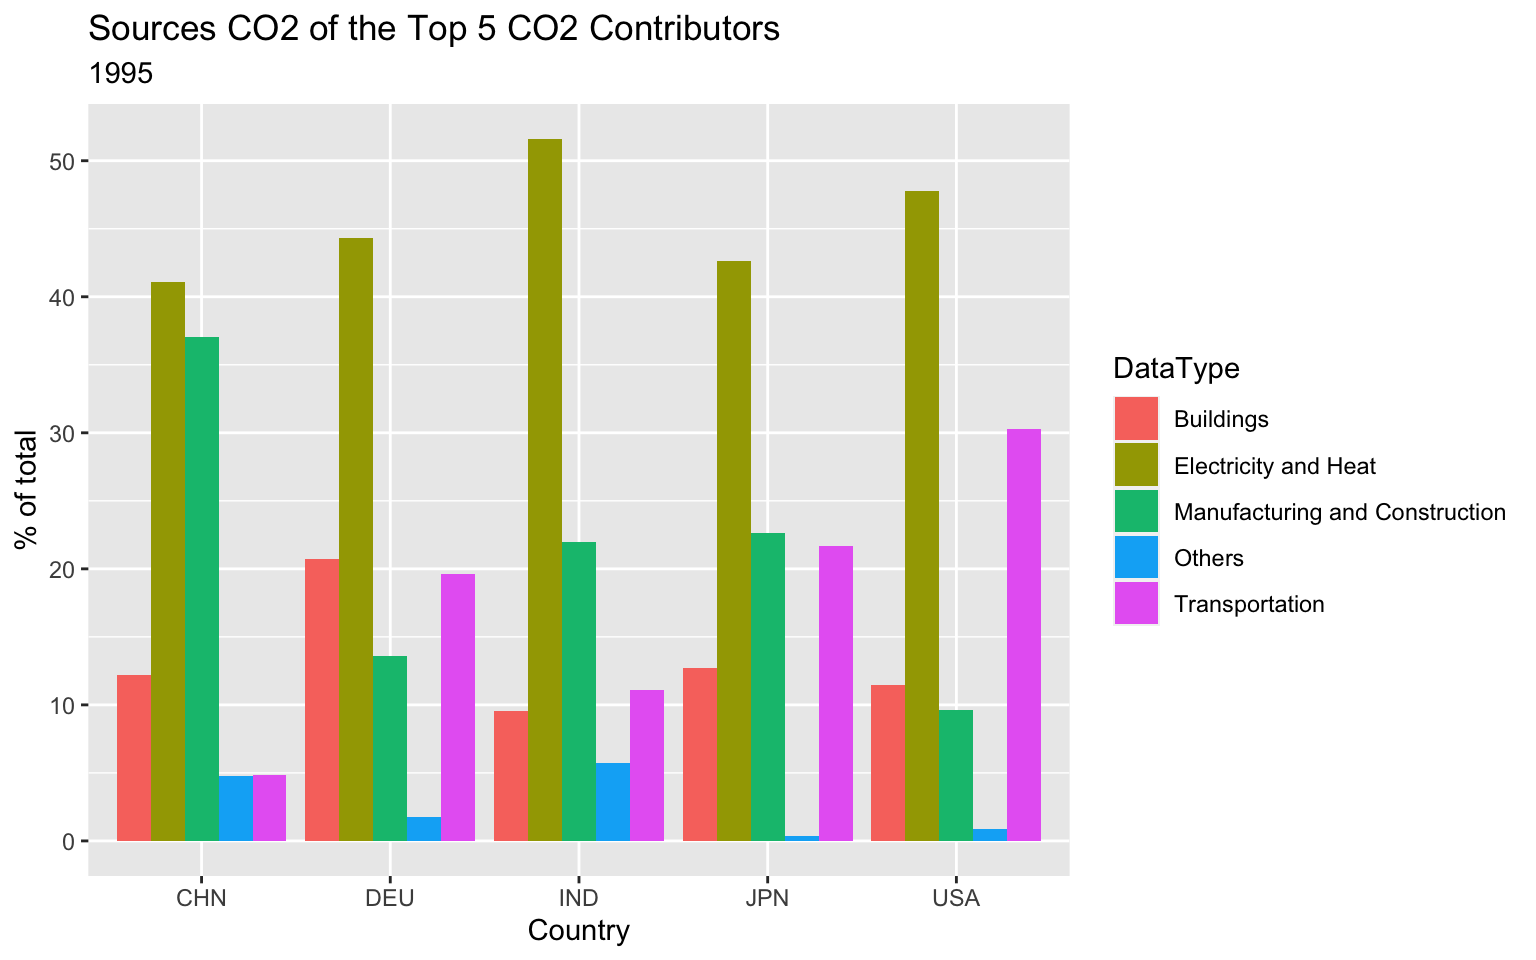 Sources CO2 of the Top 5 CO2 Contributors
1995
% of total
50
40
30
20
10
0
CHN DEU IND JPN USA
Country
DataType
Buildings
Electricity and Heat
Manufacturing and Construction
Others
Transportation